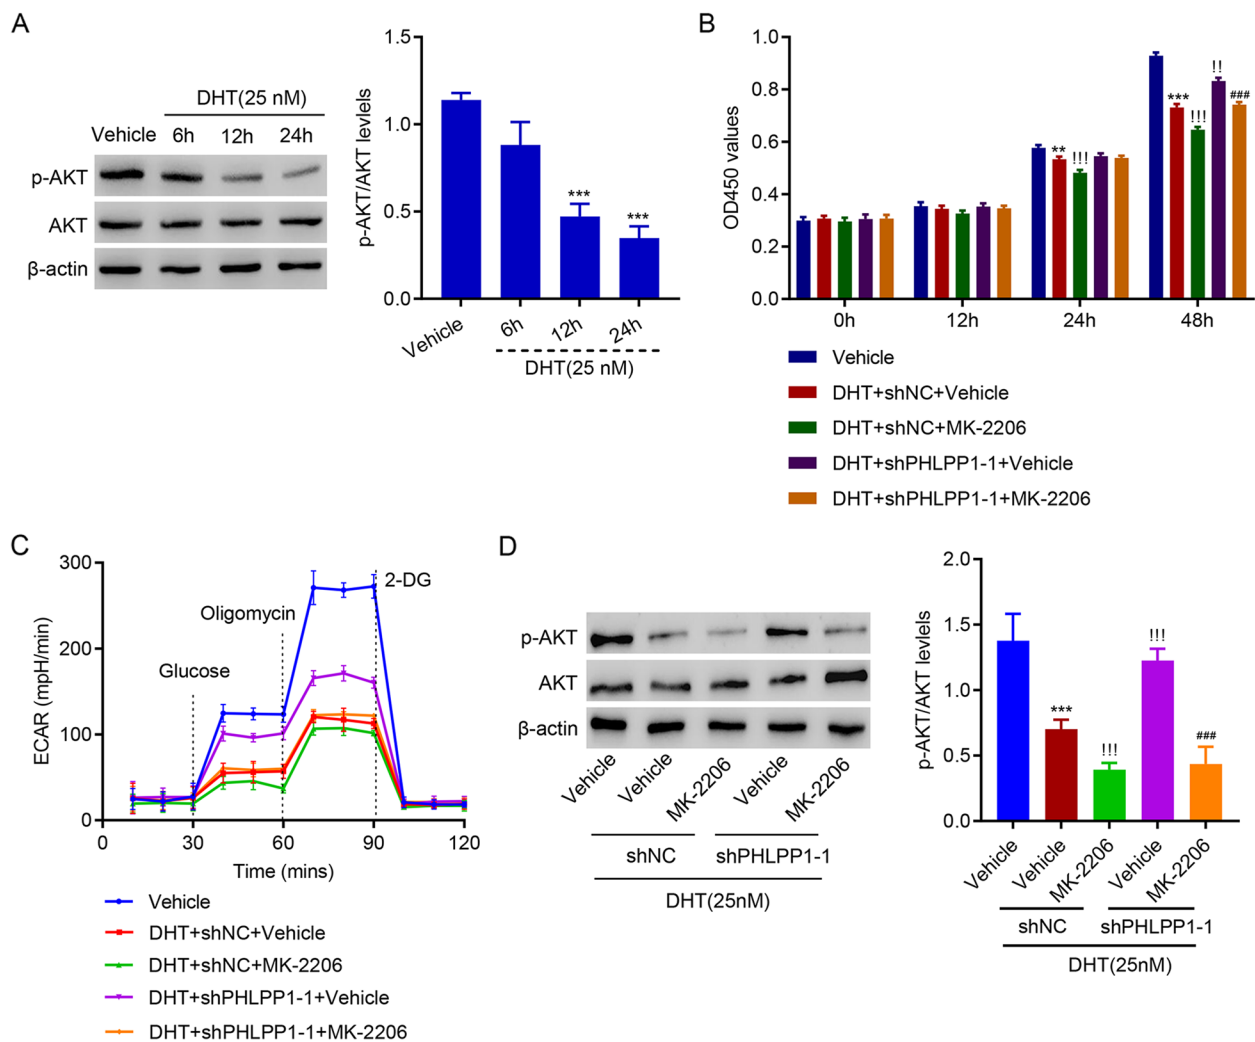 A
DHT(25 nM)
Vehicle 6h 12h 24h
p-AKT
AKT
β-actin
p-AKT/AKT levlels
1.5
1.0
0.5
0.0
Vehicle 6h 12h 24h
DHT(25 nM)
B
OD450 values
1.0
0.8
0.6
0.4
0.2
0.0
** !!!
*** !!! !! ###
0h 12h 24h 48h
Vehicle
DHT+shNC+Vehicle
DHT+shNC+MK-2206
DHT+shPHLPP1-1+Vehicle
DHT+shPHLPP1-1+MK-2206
*** ***
C
ECAR (mpH/min)
300
200
100
0
Glucose
Oligomycin
2-DG
0 30 60 90 120
Time (mins)
Vehicle
DHT+shNC+Vehicle
DHT+shNC+MK-2206
DHT+shPHLPP1-1+Vehicle
DHT+shPHLPP1-1+MK-2206
D
p-AKT
AKT
β-actin
Vehicle Vehicle MK-2206 Vehicle MK-2206
shNC shPHLPP1-1
DHT(25nM)
p-AKT/AKT levlels
2.0
1.5
1.0
0.5
0.0
*** !!! !!! ###
Vehicle Vehicle MK-2206 Vehicle MK-2206
shNC shPHLPP1-1
DHT(25nM)